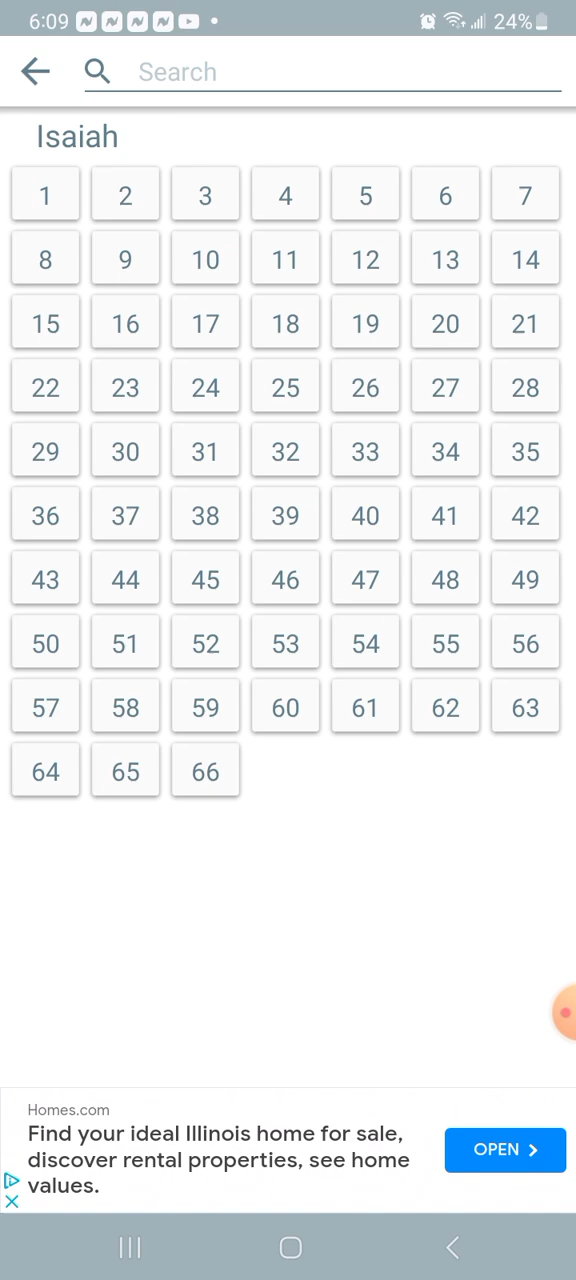 6:09 24%
Search
Isaiah
1 2 3 4 5 6 7
8 9 10 11 12 13 14
15 16 17 18 19 20 21
22 23 24 25 26 27 28
29 30 31 32 33 34 35
36 37 38 39 40 41 42
43 44 45 46 47 48 49
50 51 52 53 54 55 56
57 58 59 60 61 62 63
64 65 66
Homes.com
Find your ideal Illinois home for sale,
discover rental properties, see home
values.
OPEN